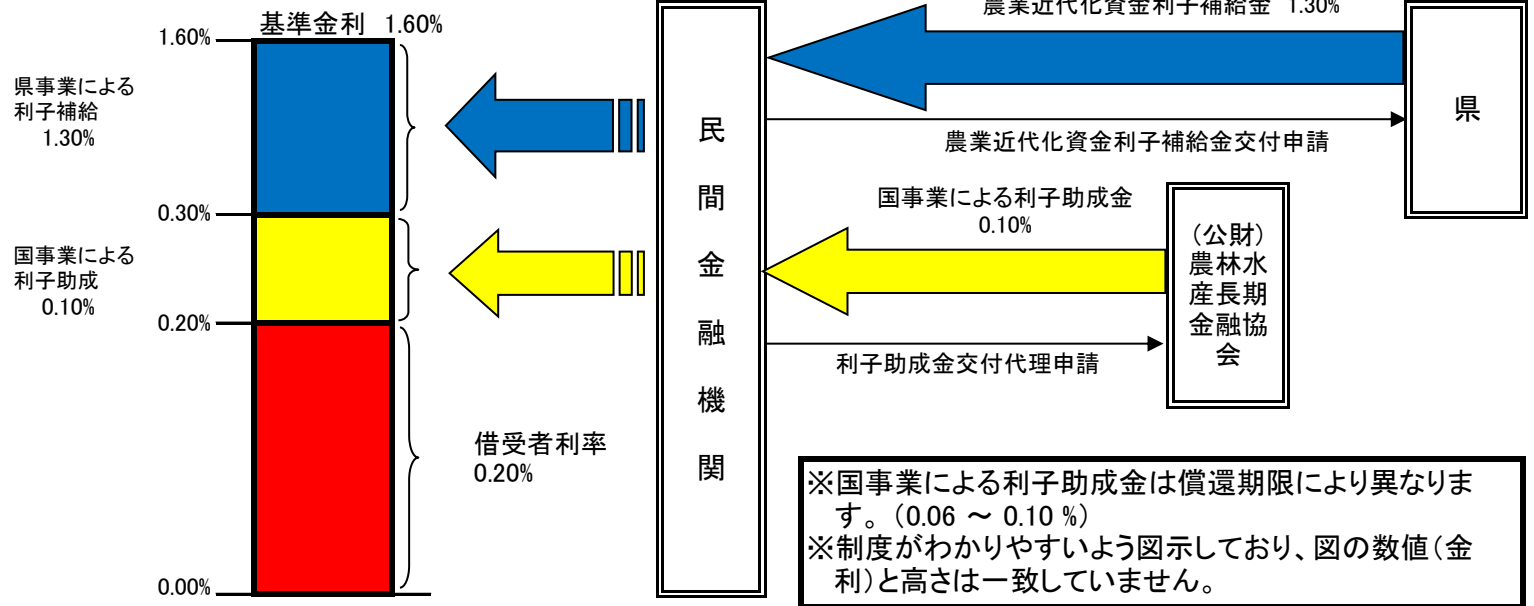 基準金利 1.60%
1.60%
県事業による
利子補給
1.30%
0.30%
国事業による
利子助成
0.10%
0.20%
0.00%
借受者利率
0.20%
民間金融機関
農業近代化資金利子補給金 1.30%
農業近代化資金利子補給金交付申請
県
国事業による利子助成金
0.10%
利子助成金交付代理申請
(公財)
農林水
産長期
金融協
会
※国事業による利子助成金は償還期限により異なりま
す。(0.06 ～ 0.10 %)
※制度がわかりやすいよう図示しており、図の数値(金
利)と高さは一致していません。